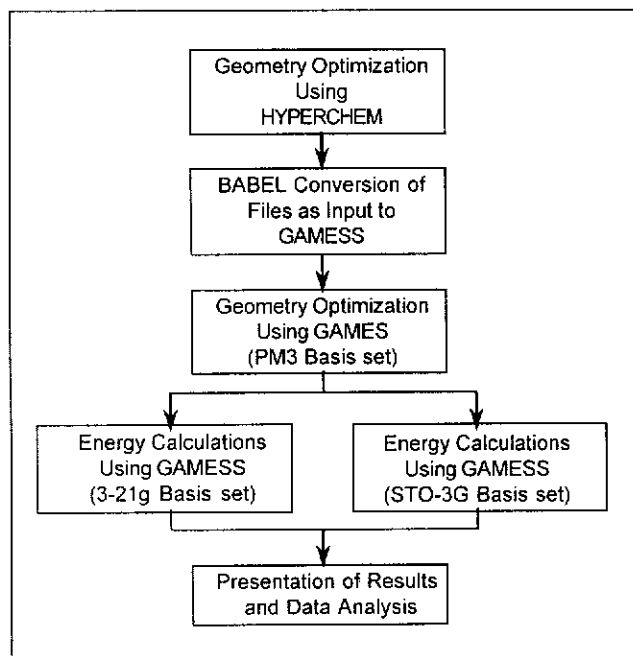 Geometry Optimization
Using
HYPERCHEM
BABEL Conversion of
Files as Input to
GAMESS
Geometry Optimization
Using GAMES
(PM3 Basis set)
Energy Calculations
Using GAMESS
(3-21g Basis set)
Energy Calculations
Using GAMESS
(STO-3G Basis set)
Presentation of Results
and Data Analysis